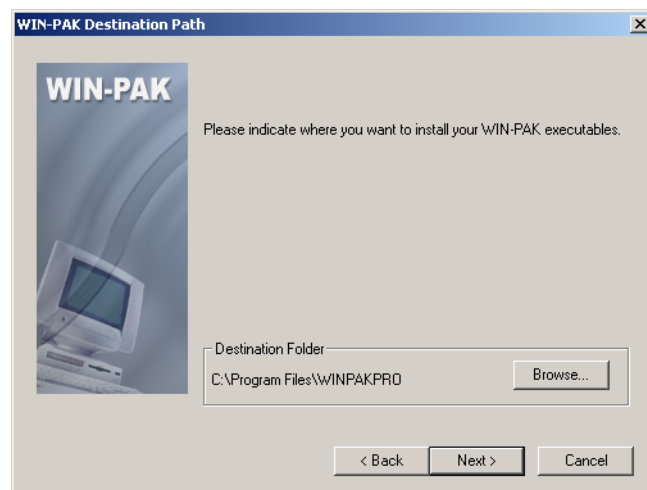 WIN-PAK Destination Path
WIN-PAK
Please indicate where you want to install your WIN-PAK executables.
Destination Folder
C:\Program Files\WINPAKPRO
Browse...
< Back
Next >
Cancel